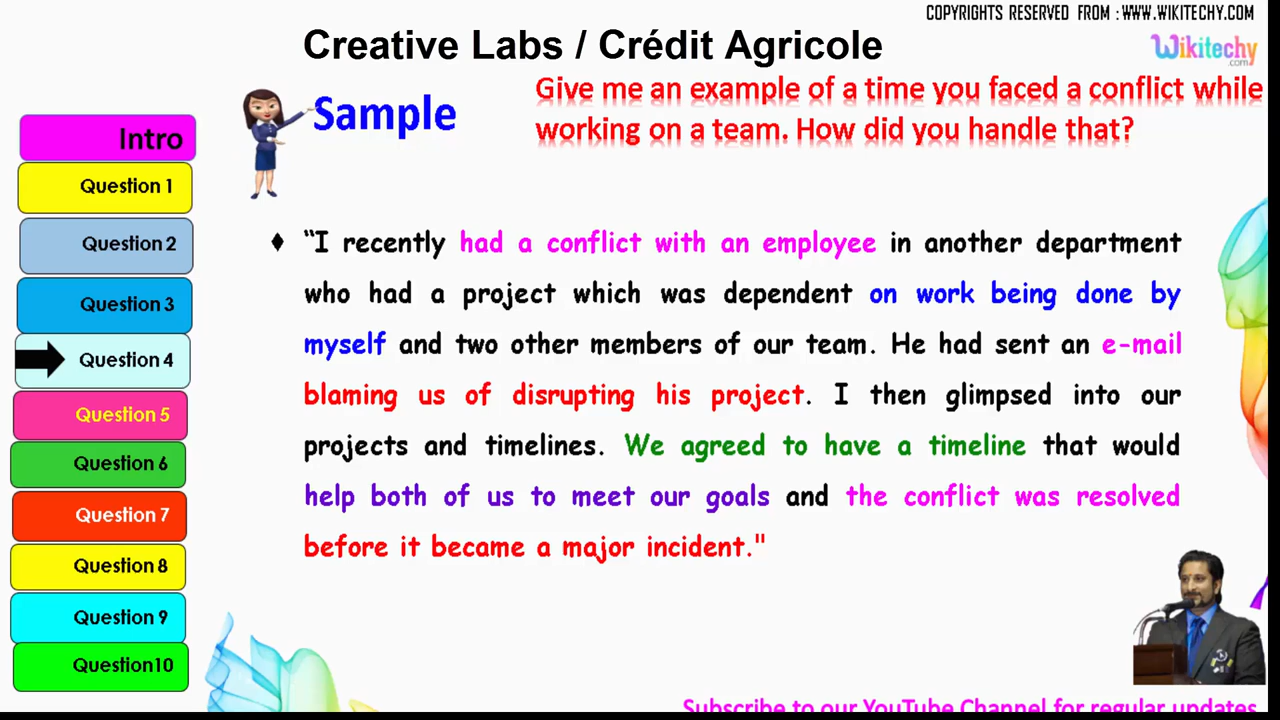 COPYRIGHTS RESERVED FROM : WWW.WIKITECHY.COM
Creative Labs / Crédit Agricole
Wikitechy
.com
Sample
Give me an example of a time you faced a conflict while
working on a team. How did you handle that?
Intro
Question 1
Question 2
Question 3
Question 4
Question 5
Question 6
Question 7
Question 8
Question 9
Question10
“I recently had a conflict with an employee in another department
who had a project which was dependent on work being done by
myself and two other members of our team. He had sent an e-mail
blaming us of disrupting his project. I then glimpsed into our
projects and timelines. We agreed to have a timeline that would
help both of us to meet our goals and the conflict was resolved
before it became a major incident."
Subscribe to our YouTube Channel for regular updates